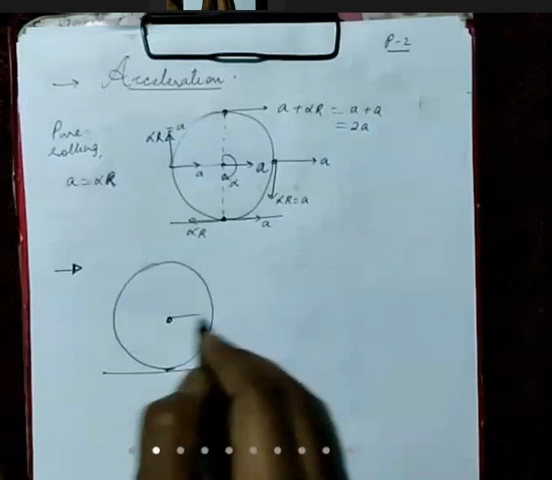 P-2
→ Acceleration.
a + αR = a + a
= 2a
Pure
rolling,
a = αR
αR = a
a
a
α
a
αR = a
αR
a